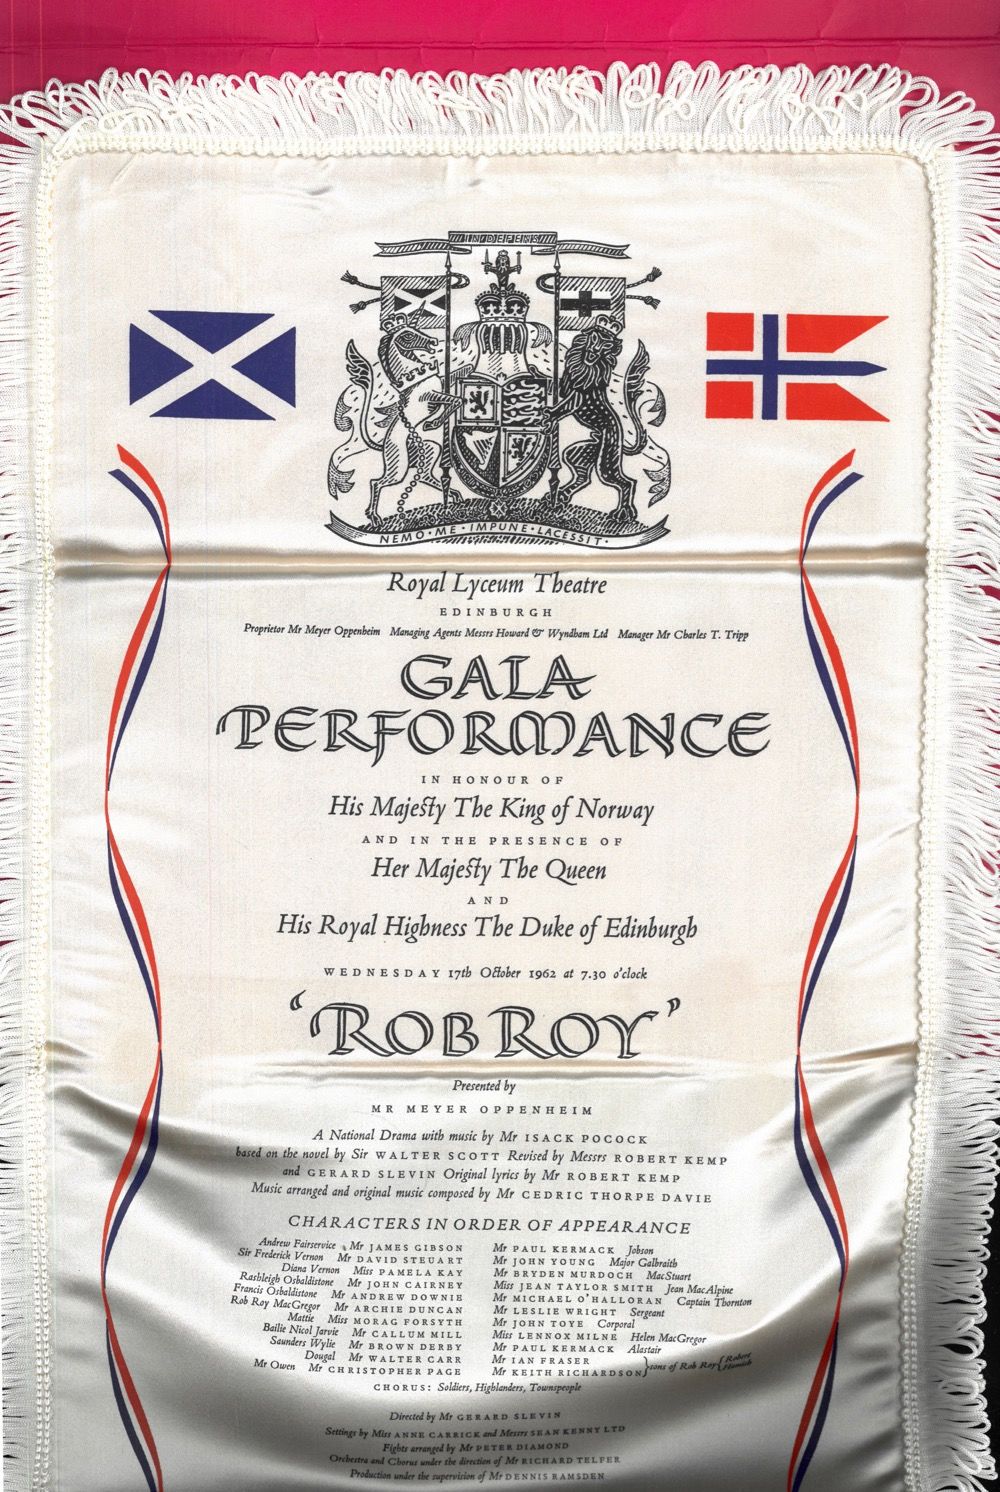 IN DEFENS
NEMO·ME·IMPUNE·LACESSIT·
Royal Lyceum Theatre
EDINBURGH
Proprietor Mr Meyer Oppenheim Managing Agents Messrs Howard & Wyndham Ltd Manager Mr Charles T. Tripp
GALA
PERFORMANCE
IN HONOUR OF
His Majesty The King of Norway
AND IN THE PRESENCE OF
Her Majesty The Queen
AND
His Royal Highness The Duke of Edinburgh
WEDNESDAY 17th October 1962 at 7.30 o'clock
'ROB ROY'
Presented by
MR MEYER OPPENHEIM
A National Drama with music by Mr ISACK POCOCK
based on the novel by Sir WALTER SCOTT Revised by Messrs ROBERT KEMP
and GERARD SLEVIN Original lyrics by Mr ROBERT KEMP
Music arranged and original music composed by Mr CEDRIC THORPE DAVIE
CHARACTERS IN ORDER OF APPEARANCE
Andrew Fairservice Mr JAMES GIBSON
Sir Frederick Vernon Mr DAVID STEUART
Diana Vernon Miss PAMELA KAY
Rashleigh Osbaldistone Mr JOHN CAIRNEY
Francis Osbaldistone Mr ANDREW DOWNIE
Rob Roy MacGregor Mr ARCHIE DUNCAN
Mattie Miss MORAG FORSYTH
Bailie Nicol Jarvie Mr CALLUM MILL
Saunders Wylie Mr BROWN DERBY
Dougal Mr WALTER CARR
Mr Owen Mr CHRISTOPHER PAGE
Mr PAUL KERMACK Jobson
Mr JOHN YOUNG Major Galbraith
Mr BRYDEN MURDOCH MacStuart
Miss JEAN TAYLOR SMITH Jean MacAlpine
Mr MICHAEL O'HALLORAN Captain Thornton
Mr LESLIE WRIGHT Sergeant
Mr JOHN TOYE Corporal
Miss LENNOX MILNE Helen MacGregor
Mr PAUL KERMACK Alastair
Mr IAN FRASER
Mr KEITH RICHARDSON } sons of Rob Roy { Robert
Hamish
CHORUS: Soldiers, Highlanders, Townspeople
Directed by Mr GERARD SLEVIN
Settings by Miss ANNE CARRICK and Messrs SEAN KENNY LTD
Fights arranged by Mr PETER DIAMOND
Orchestra and Chorus under the direction of Mr RICHARD TELFER
Production under the supervision of Mr DENNIS RAMSDEN